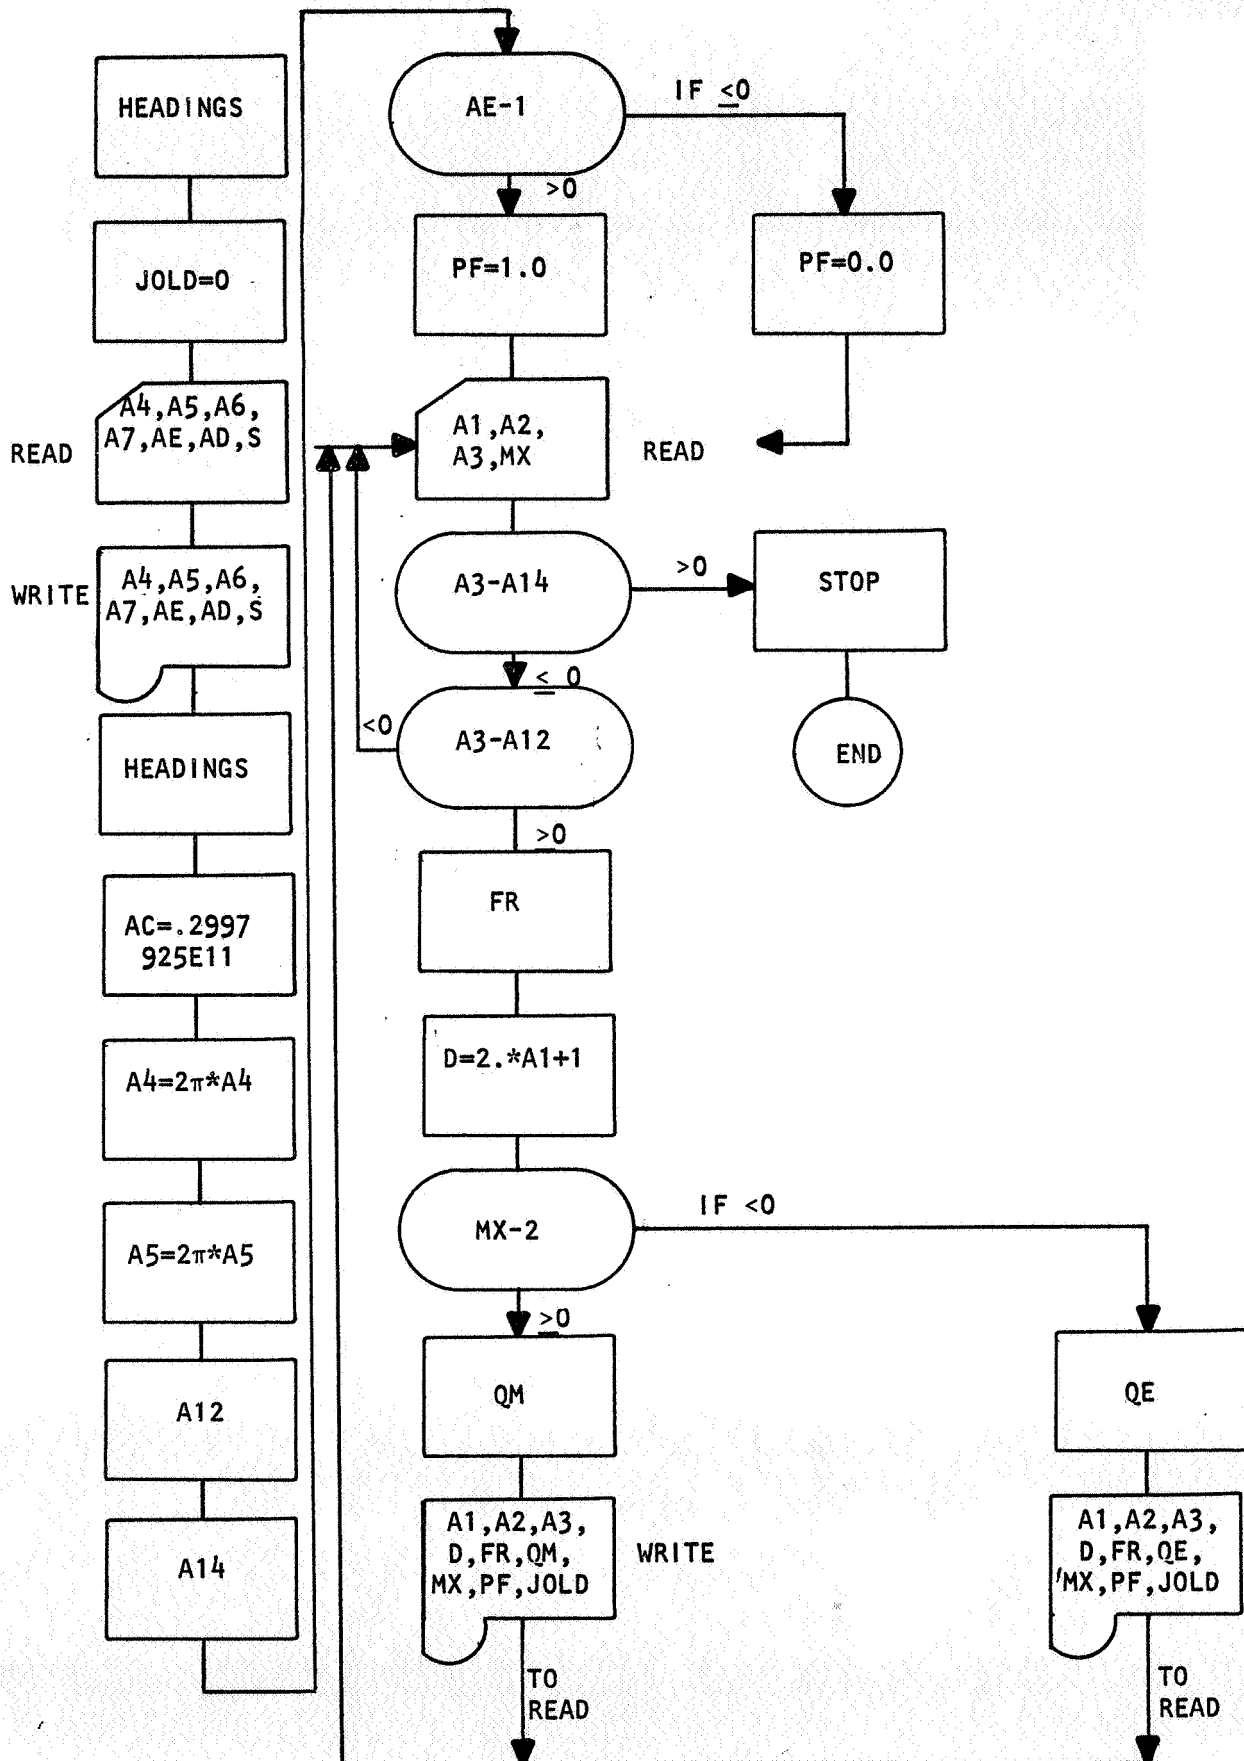 HEADINGS
JOLD=0
READ
A4,A5,A6,
A7,AE,AD,S
WRITE
A4,A5,A6,
A7,AE,AD,S
HEADINGS
AC=.2997
925E11
A4=2π*A4
A5=2π*A5
A12
A14
AE-1
IF ≤0
>0
PF=1.0
PF=0.0
A1,A2,
A3,MX
READ
A3-A14
>0
STOP
≤ 0
END
A3-A12
<0
≥0
FR
D=2.*A1+1
MX-2
IF <0
≥0
QM
QE
A1,A2,A3,
D,FR,QM,
MX,PF,JOLD
WRITE
TO
READ
A1,A2,A3,
D,FR,QE,
MX,PF,JOLD
TO
READ